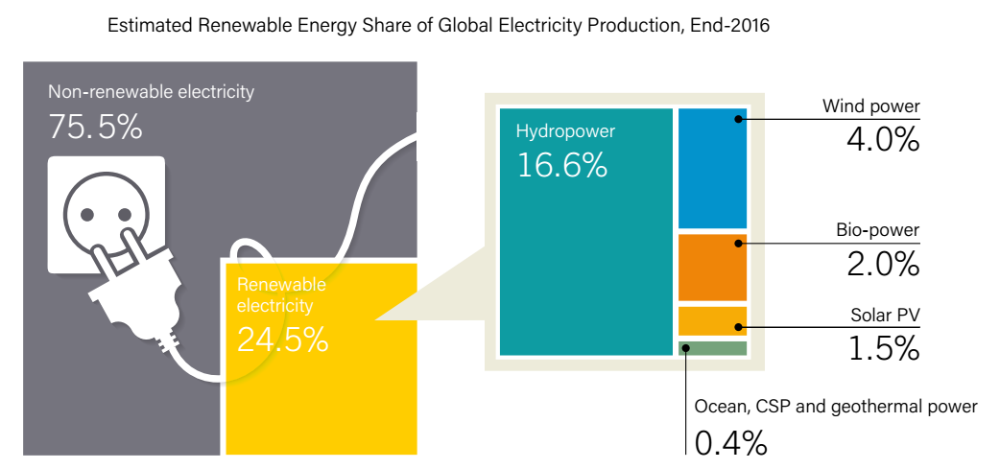 Estimated Renewable Energy Share of Global Electricity Production, End-2016
Non-renewable electricity
75.5%
Renewable
electricity
24.5%
Hydropower
16.6%
Wind power
4.0%
Bio-power
2.0%
Solar PV
1.5%
Ocean, CSP and geothermal power
0.4%